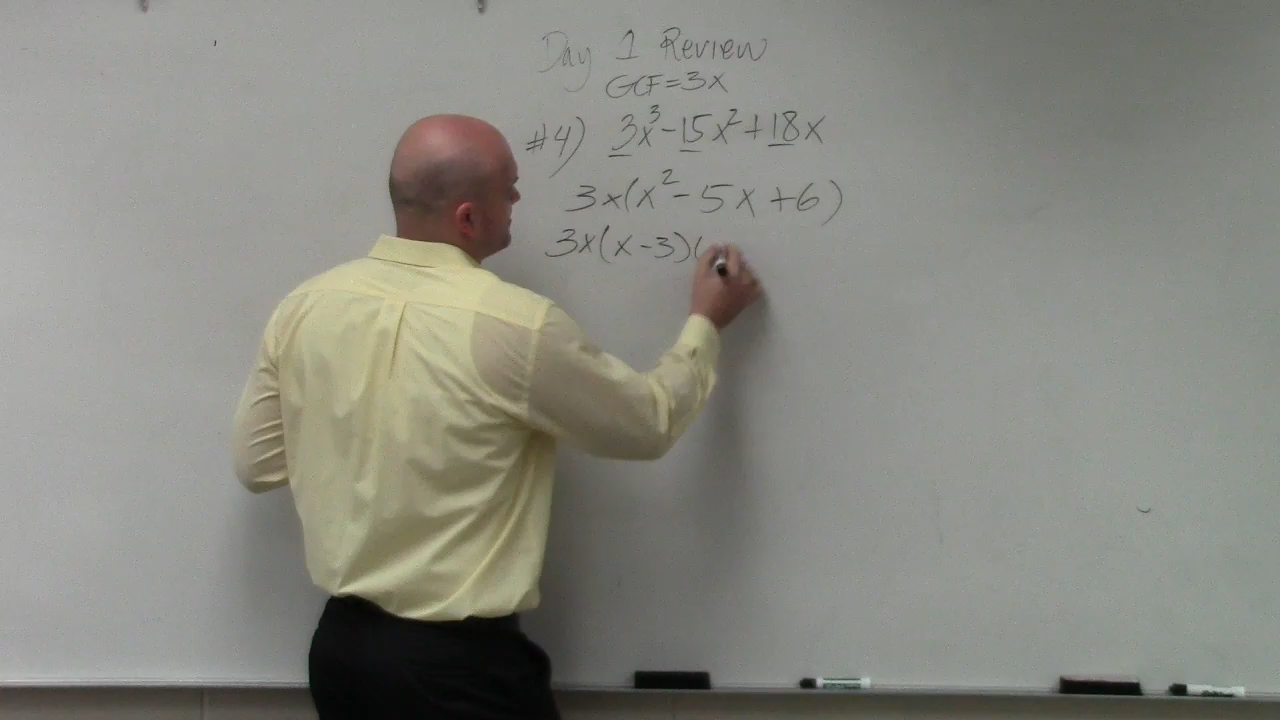 Day 1 Review
GCF=3x
#4) 3x³-15x²+18x
3x(x²-5x+6)
3x(x-3)(